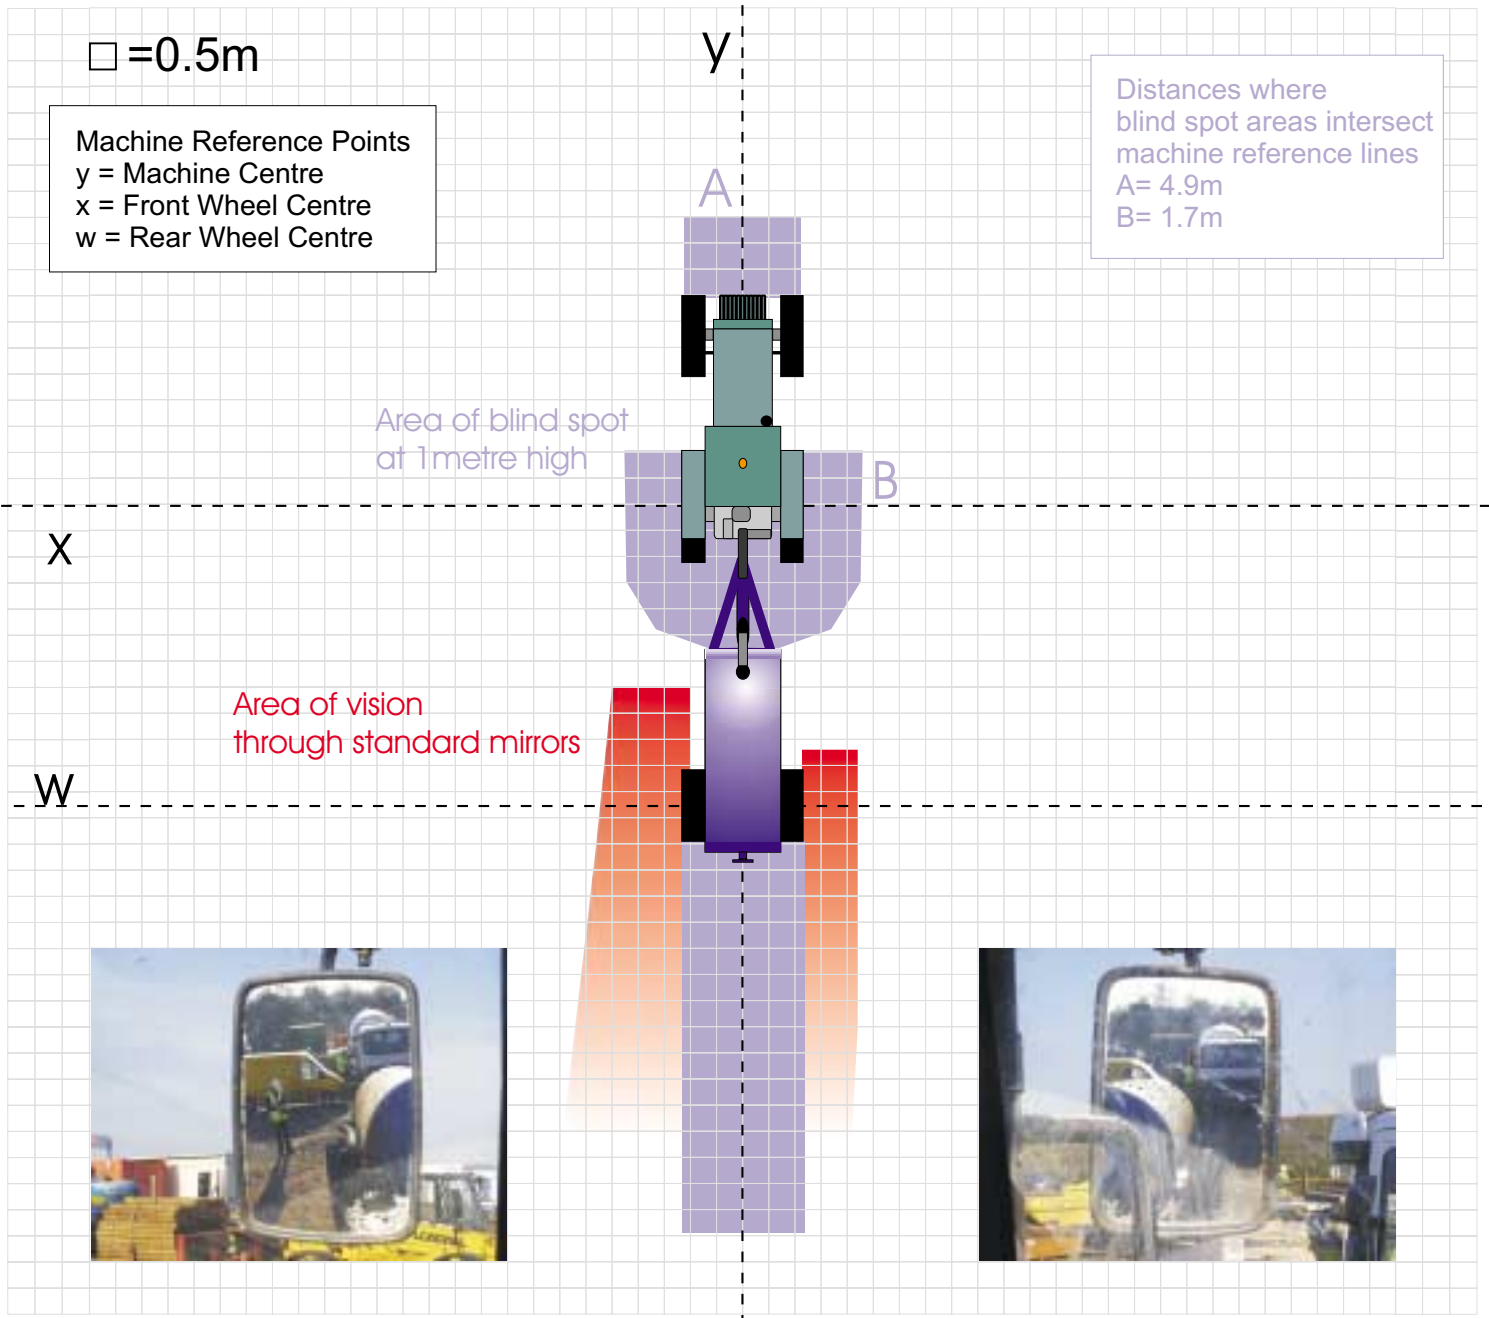 □ =0.5m
y
Machine Reference Points
y = Machine Centre
x = Front Wheel Centre
w = Rear Wheel Centre
Distances where
blind spot areas intersect
machine reference lines
A= 4.9m
B= 1.7m
A
Area of blind spot
at 1metre high
B
X
Area of vision
through standard mirrors
W